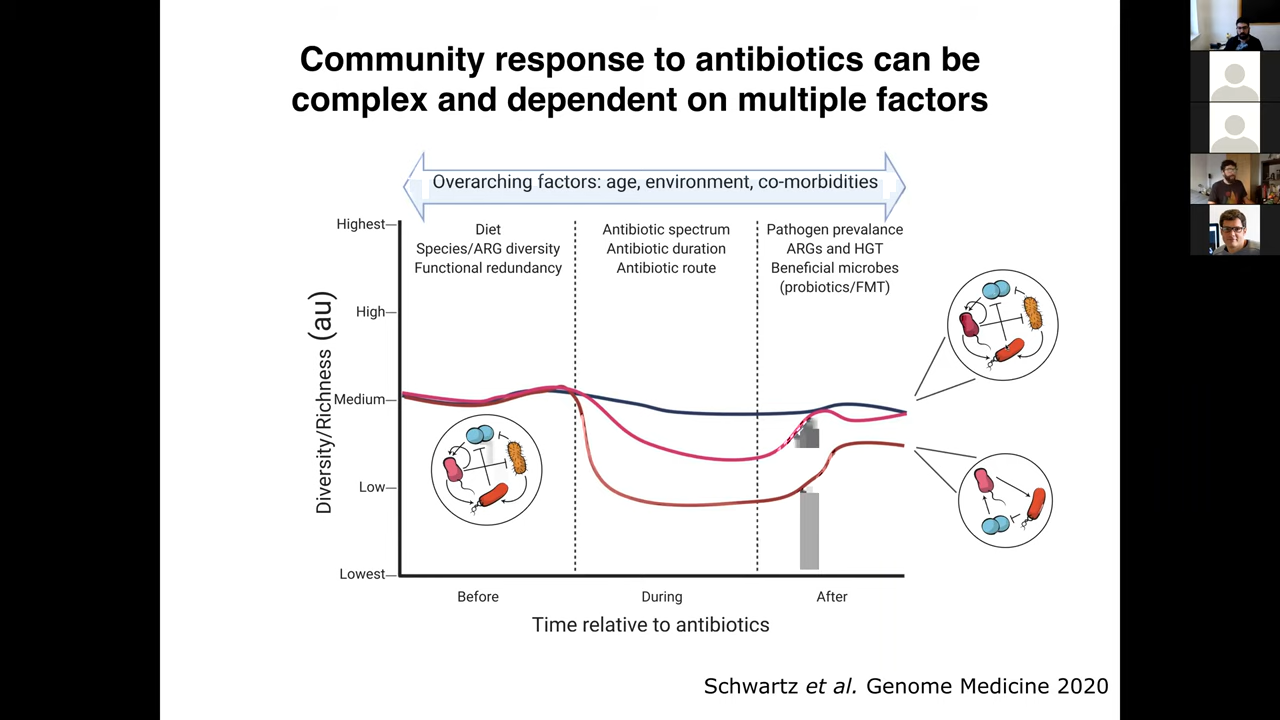 Community response to antibiotics can be
complex and dependent on multiple factors
Overarching factors: age, environment, co-morbidities
Highest
High
Medium
Low
Lowest
Diversity/Richness (au)
Diet
Species/ARG diversity
Functional redundancy
Antibiotic spectrum
Antibiotic duration
Antibiotic route
Pathogen prevalance
ARGs and HGT
Beneficial microbes
(probiotics/FMT)
Before
During
After
Time relative to antibiotics
Schwartz et al. Genome Medicine 2020